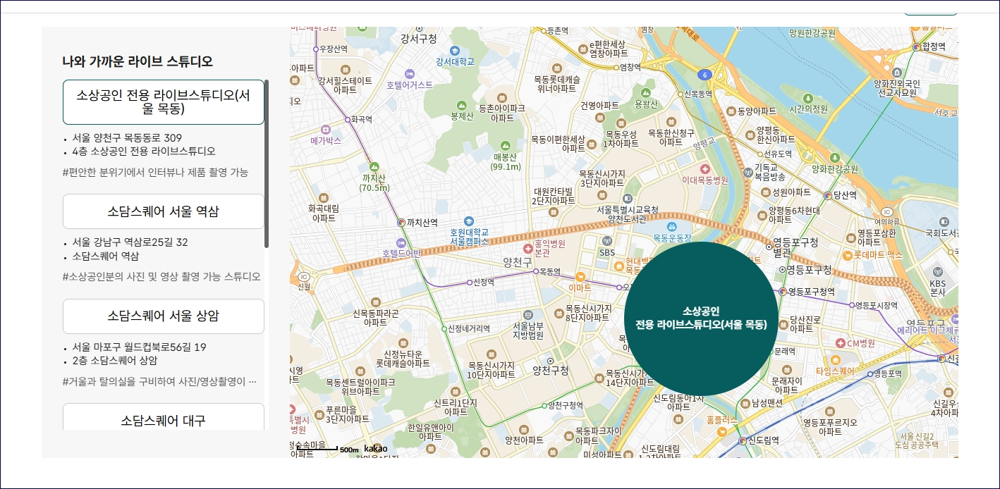 나와 가까운 라이브 스튜디오
소상공인 전용 라이브스튜디오(서
울 목동)
서울 양천구 목동동로 309
4층 소상공인 전용 라이브스튜디오
#편안한 분위기에서 인터뷰나 제품 촬영 가능
소담스퀘어 서울 역삼
서울 강남구 역삼로25길 32
소담스퀘어 역삼
#소상공인분의 사진 및 영상 촬영 가능 스튜디오
소담스퀘어 서울 상암
서울 마포구 월드컵북로56길 19
2층 소담스퀘어 상암
#거울과 탈의실을 구비하여 사진/영상촬영이 ···
소담스퀘어 대구
강서구청
등촌역
염창
망원한강공원
우장산역
강서대학교
e편한세상
염창아파트
합정역
염창역
아파트
강서힐스테이트
아파트
호텔어거스트
목동롯데캐슬
위너아파트
6
양화진외국인
선교사묘원
신목동역
용왕산
시간의정원
봉제산
등촌아이파크
아파트
건영아파트
동양아파트
서호교
화곡역
메가박스
목동우성
1차아파트
목동한신청구
아파트
양평동
한신아파트
목동이편한세상
아파트
양평교
매봉산
(99.1m)
선유도역
까치산
(70.5m)
목동신시가지
3단지아파트
이대목동병원
기독교
복음방송
양화한강공원
화곡대림
아파트
대원칸타빌
2단지아파트
성원아파트
당산역
서울특별시교육청
양천도서관
양평동6차현대
아파트
IC
여의하류
까치산역
호원대학교
서울캠퍼스
목동운동장
영등포삼환
아파트
국회도서관
호텔드어반
홍익병원
본관
SBS
영등포구청
별관
롯데마트 맥스
양천구
현대백
목동
목동역
영등포구청
KBS
본사
IC
신월
신정역
이마트
오
영등포구청역
영등포시장역
신목동파라곤
아파트
목동신시가지
8단지아파트
소상공인
전용 라이브스튜디오(서울 목동)
당산진로
아파트
영등포구
신정네거리역
서울남부
지방법원
CM병원
신정뉴타운
롯데캐슬아파트
문래역
목동신시가지
10단지아파트
양천구청
타임스퀘어
목동센트럴아이파크
위브아파트
목동신시가지
14단지아파트
문래자이
아파트
영등포역
신트리1단지
아파트
양천구청역
신도림동아1차
아파트
남성맨션
푸르마을
3단지아파트
특별시
병원
신길우성
4차아파트
한일유앤아이
아파트
양천아파트
목동파크자이
아파트
홈플러스
영등포푸르지오
아파트
신도림역
서울 신길2
도심 공공주택
500m kakao
미성아파트
신도림대림
1,2차아파트